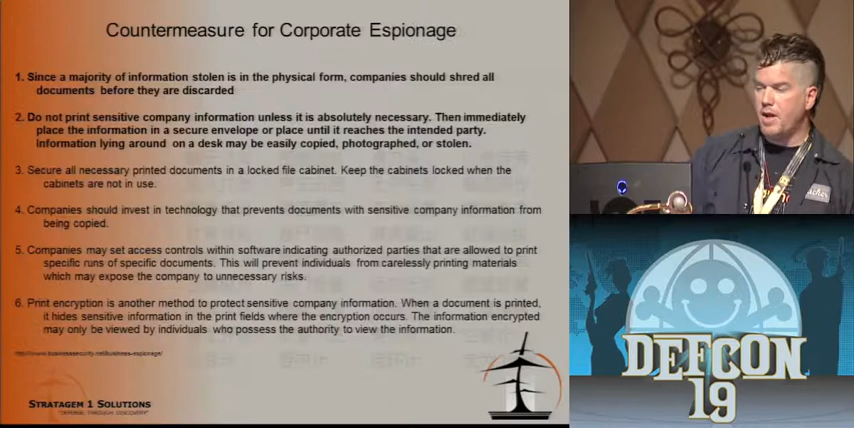 Countermeasure for Corporate Espionage
1. Since a majority of information stolen is in the physical form, companies should shred all
documents before they are discarded
2. Do not print sensitive company information unless it is absolutely necessary. Then immediately
place the information in a secure envelope or place until it reaches the intended party.
Information lying around on a desk may be easily copied, photographed, or stolen.
3. Secure all necessary printed documents in a locked file cabinet. Keep the cabinets locked when the
cabinets are not in use.
4. Companies should invest in technology that prevents documents with sensitive company information from
being copied.
5. Companies may set access controls within software indicating authorized parties that are allowed to print
specific runs of specific documents. This will prevent individuals from carelessly printing materials
which may expose the company to unnecessary risks.
6. Print encryption is another method to protect sensitive company information. When a document is printed,
it hides sensitive information in the print fields where the encryption occurs. The information encrypted
may only be viewed by individuals who possess the authority to view the information.
STRATAGEM 1 SOLUTIONS
DEFCON
19